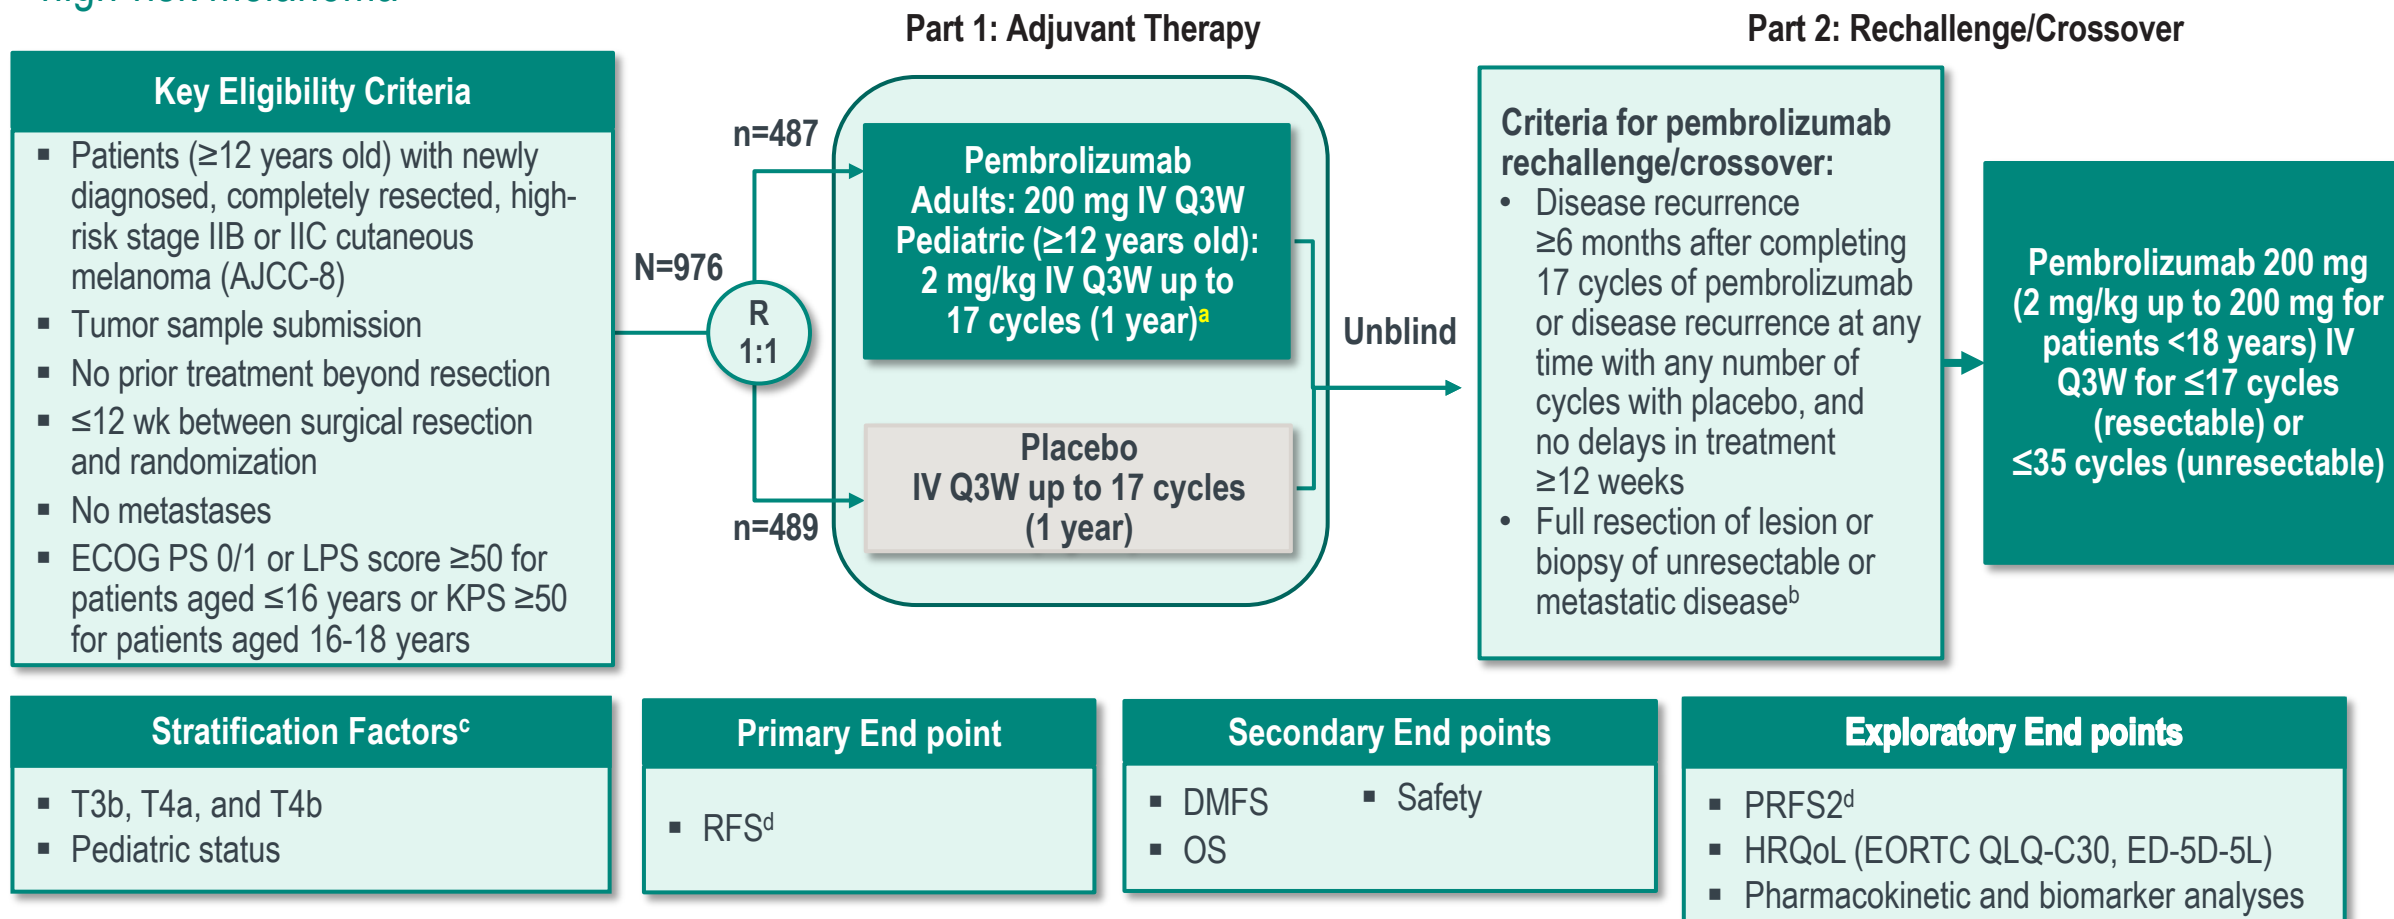 high-risk melanoma
Part 1: Adjuvant Therapy
Part 2: Rechallenge/Crossover
Key Eligibility Criteria
▪ Patients (≥12 years old) with newly
diagnosed, completely resected, high-
risk stage IIB or IIC cutaneous
melanoma (AJCC-8)
▪ Tumor sample submission
▪ No prior treatment beyond resection
▪ ≤12 wk between surgical resection
and randomization
▪ No metastases
▪ ECOG PS 0/1 or LPS score ≥50 for
patients aged ≤16 years or KPS ≥50
for patients aged 16-18 years
N=976
R
1:1
n=487
n=489
Pembrolizumab
Adults: 200 mg IV Q3W
Pediatric (≥12 years old):
2 mg/kg IV Q3W up to
17 cycles (1 year)a
Placebo
IV Q3W up to 17 cycles
(1 year)
Unblind
Criteria for pembrolizumab
rechallenge/crossover:
• Disease recurrence
≥6 months after completing
17 cycles of pembrolizumab
or disease recurrence at any
time with any number of
cycles with placebo, and
no delays in treatment
≥12 weeks
• Full resection of lesion or
biopsy of unresectable or
metastatic diseaseb
Pembrolizumab 200 mg
(2 mg/kg up to 200 mg for
patients <18 years) IV
Q3W for ≤17 cycles
(resectable) or
≤35 cycles (unresectable)
Stratification Factorsc
▪ T3b, T4a, and T4b
▪ Pediatric status
Primary End point
▪ RFSd
Secondary End points
▪ DMFS
▪ OS
▪ Safety
Exploratory End points
▪ PRFS2d
▪ HRQoL (EORTC QLQ-C30, ED-5D-5L)
▪ Pharmacokinetic and biomarker analyses